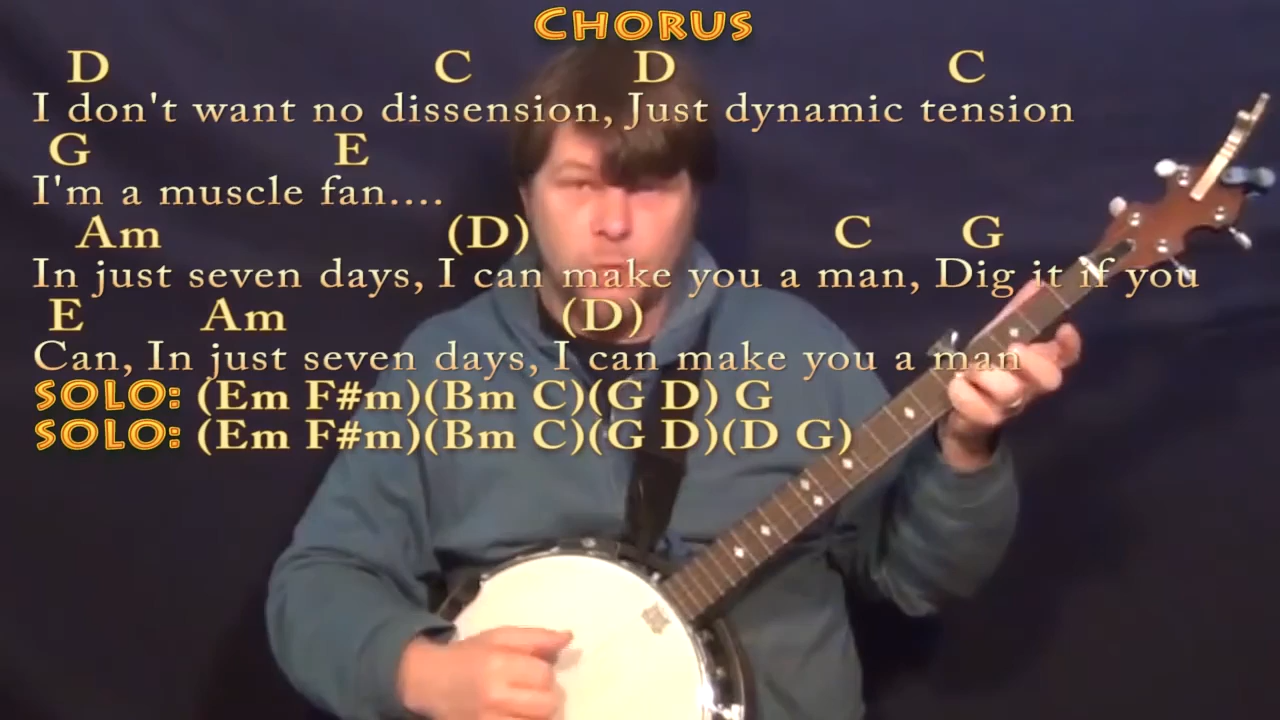 CHORUS
D C D C
I don't want no dissension, Just dynamic tension
G E
I'm a muscle fan....
Am (D) C G
In just seven days, I can make you a man, Dig it if you
E Am (D)
Can, In just seven days, I can make you a man
SOLO: (Em F#m)(Bm C)(G D) G
SOLO: (Em F#m)(Bm C)(G D)(D G)